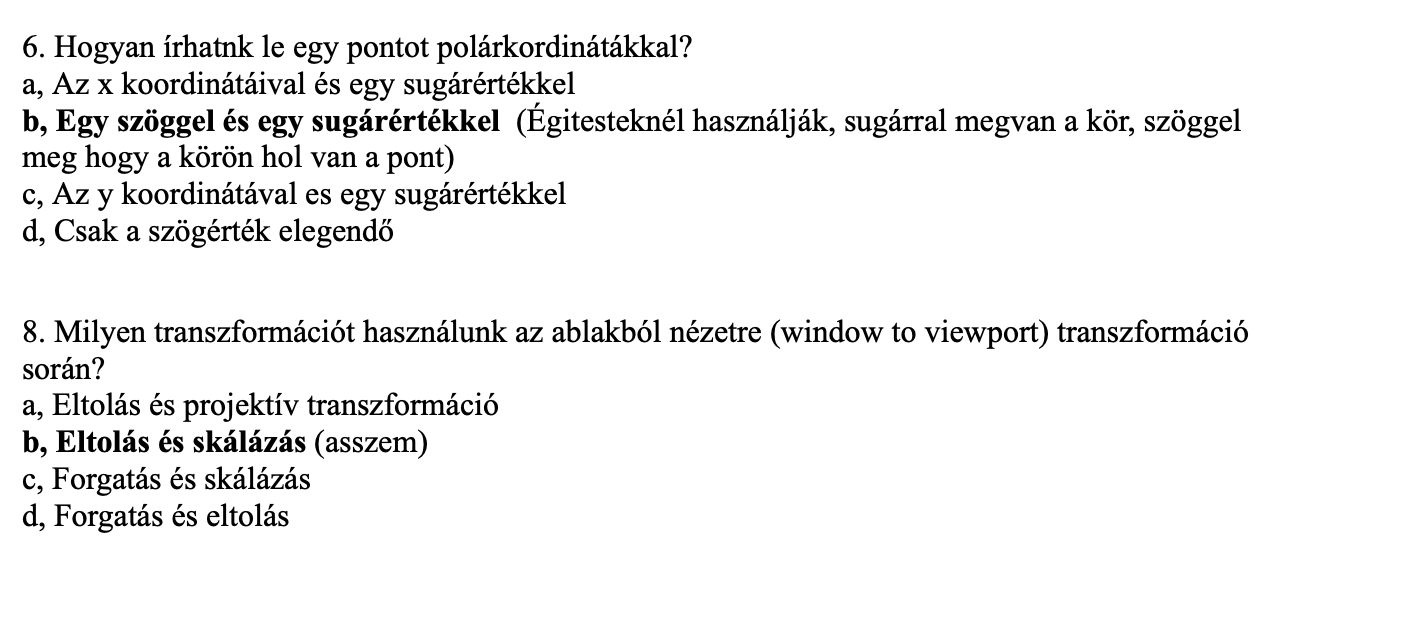 6. Hogyan írhatnk le egy pontot polárkordinátákkal?
a, Az x koordinátáival és egy sugárértékkel
b, Egy szöggel és egy sugárértékkel (Égitesteknél használják, sugárral megvan a kör, szöggel
meg hogy a körön hol van a pont)
c, Az y koordinátával es egy sugárértékkel
d, Csak a szögérték elegendő
8. Milyen transzformációt használunk az ablakból nézetre (window to viewport) transzformáció
során?
a, Eltolás és projektív transzformáció
b, Eltolás és skálázás (asszem)
c, Forgatás és skálázás
d, Forgatás és eltolás